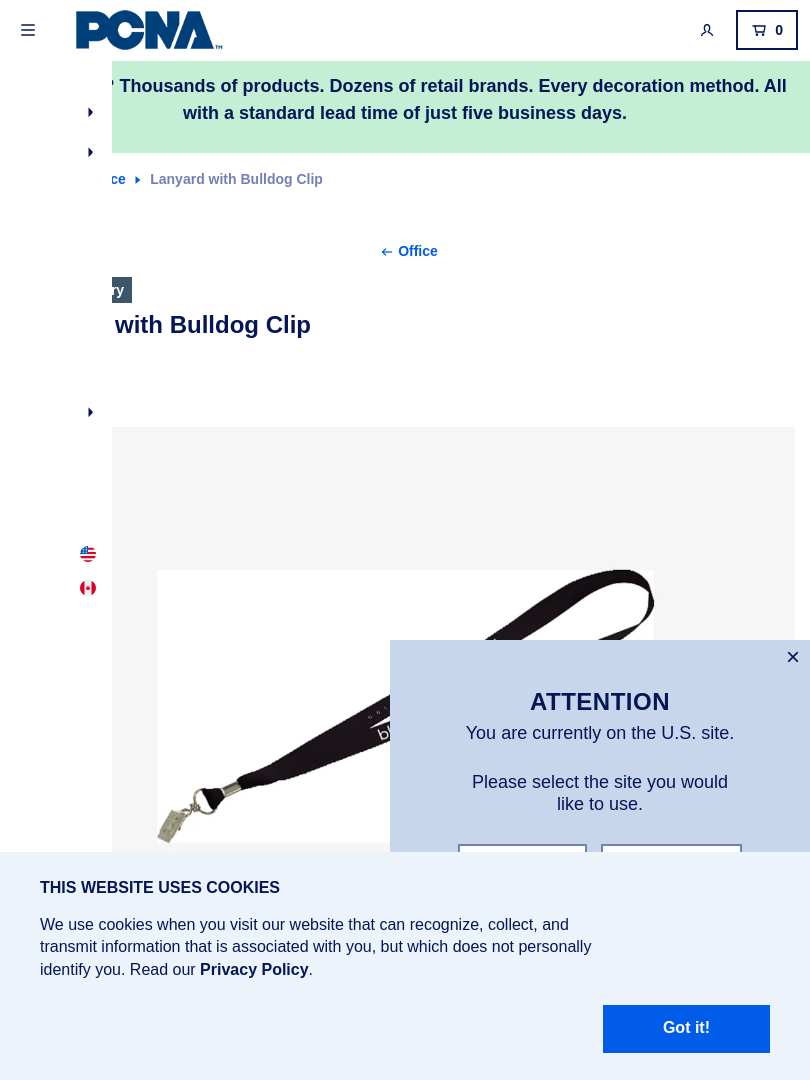 PCNA™
0
? Thousands of products. Dozens of retail brands. Every decoration method. All
with a standard lead time of just five business days.
Lanyard with Bulldog Clip
Office
with Bulldog Clip
ATTENTION
You are currently on the U.S. site.
Please select the site you would
like to use.
THIS WEBSITE USES COOKIES
We use cookies when you visit our website that can recognize, collect, and
transmit information that is associated with you, but which does not personally
identify you. Read our Privacy Policy.
Got it!